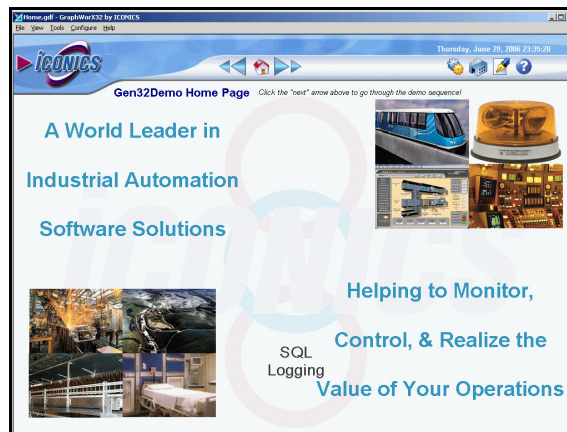 Home.gdf - GraphWorX32 by ICONICS
File View Tools Configure Help
Thursday, June 29, 2006 23:35:20
ICONICS
Gen32Demo Home Page Click the "next" arrow above to go through the demo sequence!
A World Leader in
Industrial Automation
Software Solutions
ICONICS
Helping to Monitor,
Control, & Realize the
Value of Your Operations
SQL
Logging